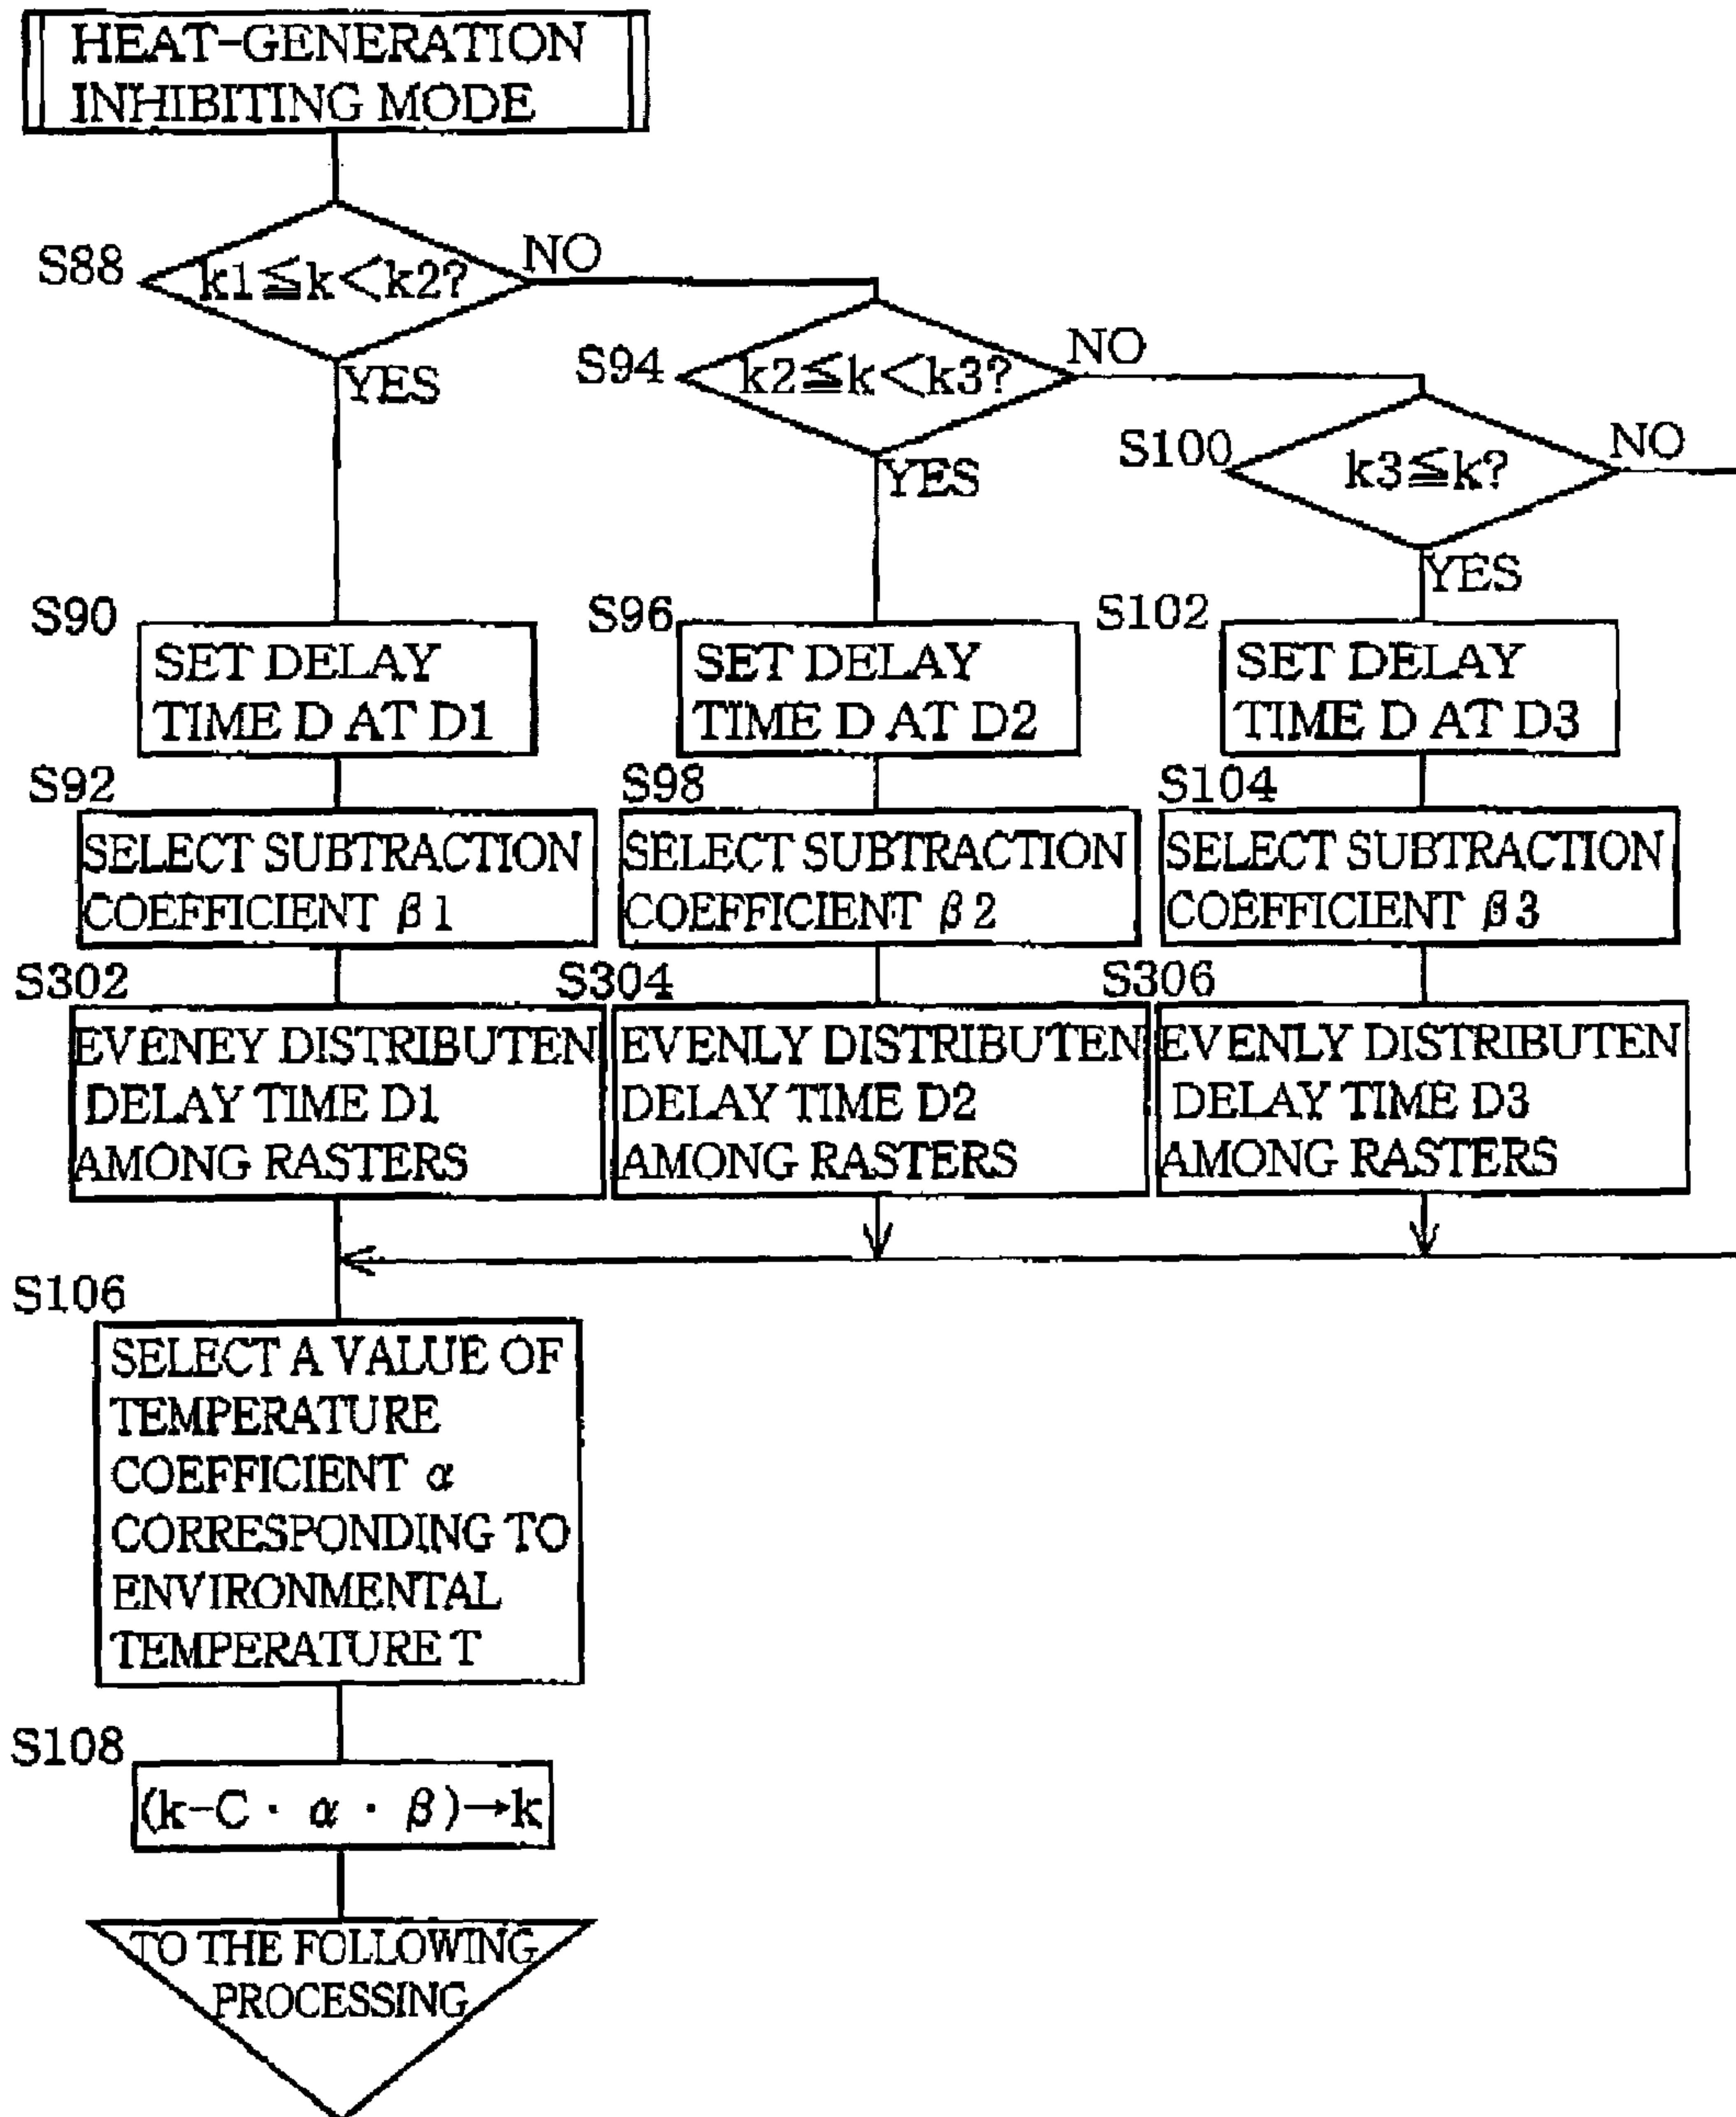 HEAT-GENERATION
INHIBITING MODE
S88
k1≦k<k2?
NO
YES
S94
k2≦k<k3?
NO
YES
S100
k3≦k?
NO
YES
S90
SET DELAY
TIME D AT D1
S96
SET DELAY
TIME D AT D2
S102
SET DELAY
TIME D AT D3
S92
SELECT SUBTRACTION
COEFFICIENT β1
S98
SELECT SUBTRACTION
COEFFICIENT β2
S104
SELECT SUBTRACTION
COEFFICIENT β3
S302
EVENEY DISTRIBUTEN
DELAY TIME D1
AMONG RASTERS
S304
EVENLY DISTRIBUTEN
DELAY TIME D2
AMONG RASTERS
S306
EVENLY DISTRIBUTEN
DELAY TIME D3
AMONG RASTERS
S106
SELECT A VALUE OF
TEMPERATURE
COEFFICIENT α
CORRESPONDING TO
ENVIRONMENTAL
TEMPERATURE T
S108
(k-C · α · β)→k
TO THE FOLLOWING
PROCESSING